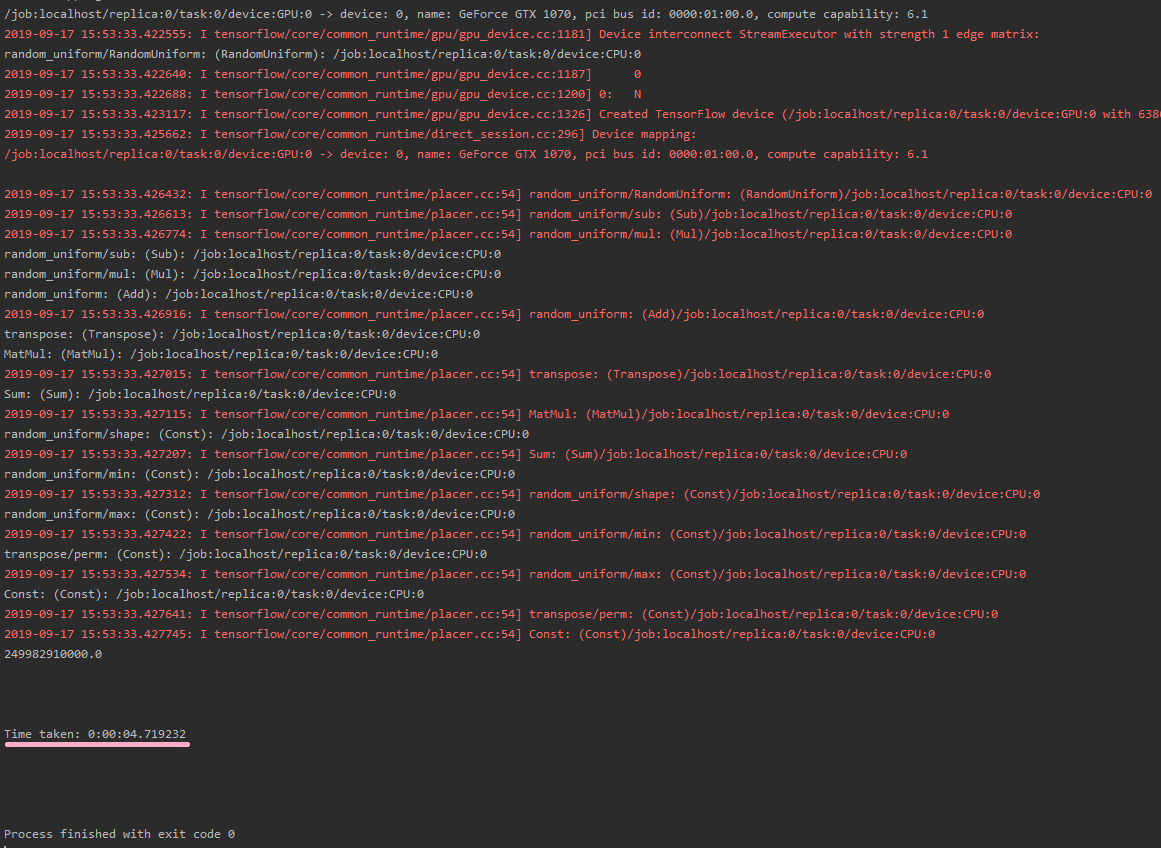 /job:localhost/replica:0/task:0/device:GPU:0 -> device: 0, name: GeForce GTX 1070, pci bus id: 0000:01:00.0, compute capability: 6.1
2019-09-17 15:53:33.422555: I tensorflow/core/common_runtime/gpu/gpu_device.cc:1181] Device interconnect StreamExecutor with strength 1 edge matrix:
random_uniform/RandomUniform: (RandomUniform): /job:localhost/replica:0/task:0/device:CPU:0
2019-09-17 15:53:33.422640: I tensorflow/core/common_runtime/gpu/gpu_device.cc:1187]      0
2019-09-17 15:53:33.422688: I tensorflow/core/common_runtime/gpu/gpu_device.cc:1200] 0:   N
2019-09-17 15:53:33.423117: I tensorflow/core/common_runtime/gpu/gpu_device.cc:1326] Created TensorFlow device (/job:localhost/replica:0/task:0/device:GPU:0 with 638
2019-09-17 15:53:33.425662: I tensorflow/core/common_runtime/direct_session.cc:296] Device mapping:
/job:localhost/replica:0/task:0/device:GPU:0 -> device: 0, name: GeForce GTX 1070, pci bus id: 0000:01:00.0, compute capability: 6.1
2019-09-17 15:53:33.426432: I tensorflow/core/common_runtime/placer.cc:54] random_uniform/RandomUniform: (RandomUniform)/job:localhost/replica:0/task:0/device:CPU:0
2019-09-17 15:53:33.426613: I tensorflow/core/common_runtime/placer.cc:54] random_uniform/sub: (Sub)/job:localhost/replica:0/task:0/device:CPU:0
2019-09-17 15:53:33.426774: I tensorflow/core/common_runtime/placer.cc:54] random_uniform/mul: (Mul)/job:localhost/replica:0/task:0/device:CPU:0
random_uniform/sub: (Sub): /job:localhost/replica:0/task:0/device:CPU:0
random_uniform/mul: (Mul): /job:localhost/replica:0/task:0/device:CPU:0
random_uniform: (Add): /job:localhost/replica:0/task:0/device:CPU:0
2019-09-17 15:53:33.426916: I tensorflow/core/common_runtime/placer.cc:54] random_uniform: (Add)/job:localhost/replica:0/task:0/device:CPU:0
transpose: (Transpose): /job:localhost/replica:0/task:0/device:CPU:0
MatMul: (MatMul): /job:localhost/replica:0/task:0/device:CPU:0
2019-09-17 15:53:33.427015: I tensorflow/core/common_runtime/placer.cc:54] transpose: (Transpose)/job:localhost/replica:0/task:0/device:CPU:0
Sum: (Sum): /job:localhost/replica:0/task:0/device:CPU:0
2019-09-17 15:53:33.427115: I tensorflow/core/common_runtime/placer.cc:54] MatMul: (MatMul)/job:localhost/replica:0/task:0/device:CPU:0
random_uniform/shape: (Const): /job:localhost/replica:0/task:0/device:CPU:0
2019-09-17 15:53:33.427207: I tensorflow/core/common_runtime/placer.cc:54] Sum: (Sum)/job:localhost/replica:0/task:0/device:CPU:0
random_uniform/min: (Const): /job:localhost/replica:0/task:0/device:CPU:0
2019-09-17 15:53:33.427312: I tensorflow/core/common_runtime/placer.cc:54] random_uniform/shape: (Const)/job:localhost/replica:0/task:0/device:CPU:0
random_uniform/max: (Const): /job:localhost/replica:0/task:0/device:CPU:0
2019-09-17 15:53:33.427422: I tensorflow/core/common_runtime/placer.cc:54] random_uniform/min: (Const)/job:localhost/replica:0/task:0/device:CPU:0
transpose/perm: (Const): /job:localhost/replica:0/task:0/device:CPU:0
2019-09-17 15:53:33.427534: I tensorflow/core/common_runtime/placer.cc:54] random_uniform/max: (Const)/job:localhost/replica:0/task:0/device:CPU:0
Const: (Const): /job:localhost/replica:0/task:0/device:CPU:0
2019-09-17 15:53:33.427641: I tensorflow/core/common_runtime/placer.cc:54] transpose/perm: (Const)/job:localhost/replica:0/task:0/device:CPU:0
2019-09-17 15:53:33.427745: I tensorflow/core/common_runtime/placer.cc:54] Const: (Const)/job:localhost/replica:0/task:0/device:CPU:0
249982910000.0
Time taken: 0:00:04.719232
Process finished with exit code 0